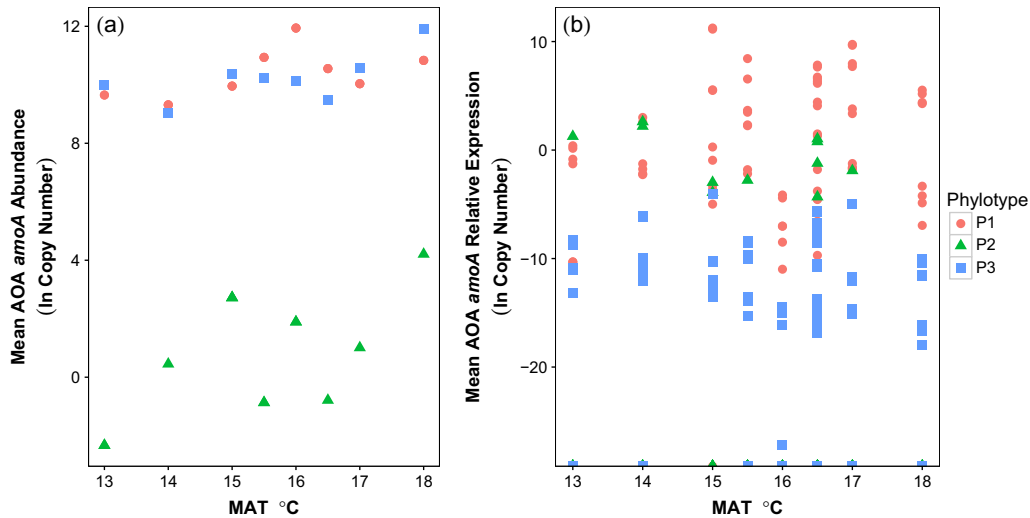 (a)
Mean AOA amoA Abundance
(ln Copy Number)
12
8
4
0
13 14 15 16 17 18
MAT °C
(b)
Mean AOA amoA Relative Expression
(ln Copy Number)
10
0
−10
−20
13 14 15 16 17 18
MAT °C
Phylotype
P1
P2
P3